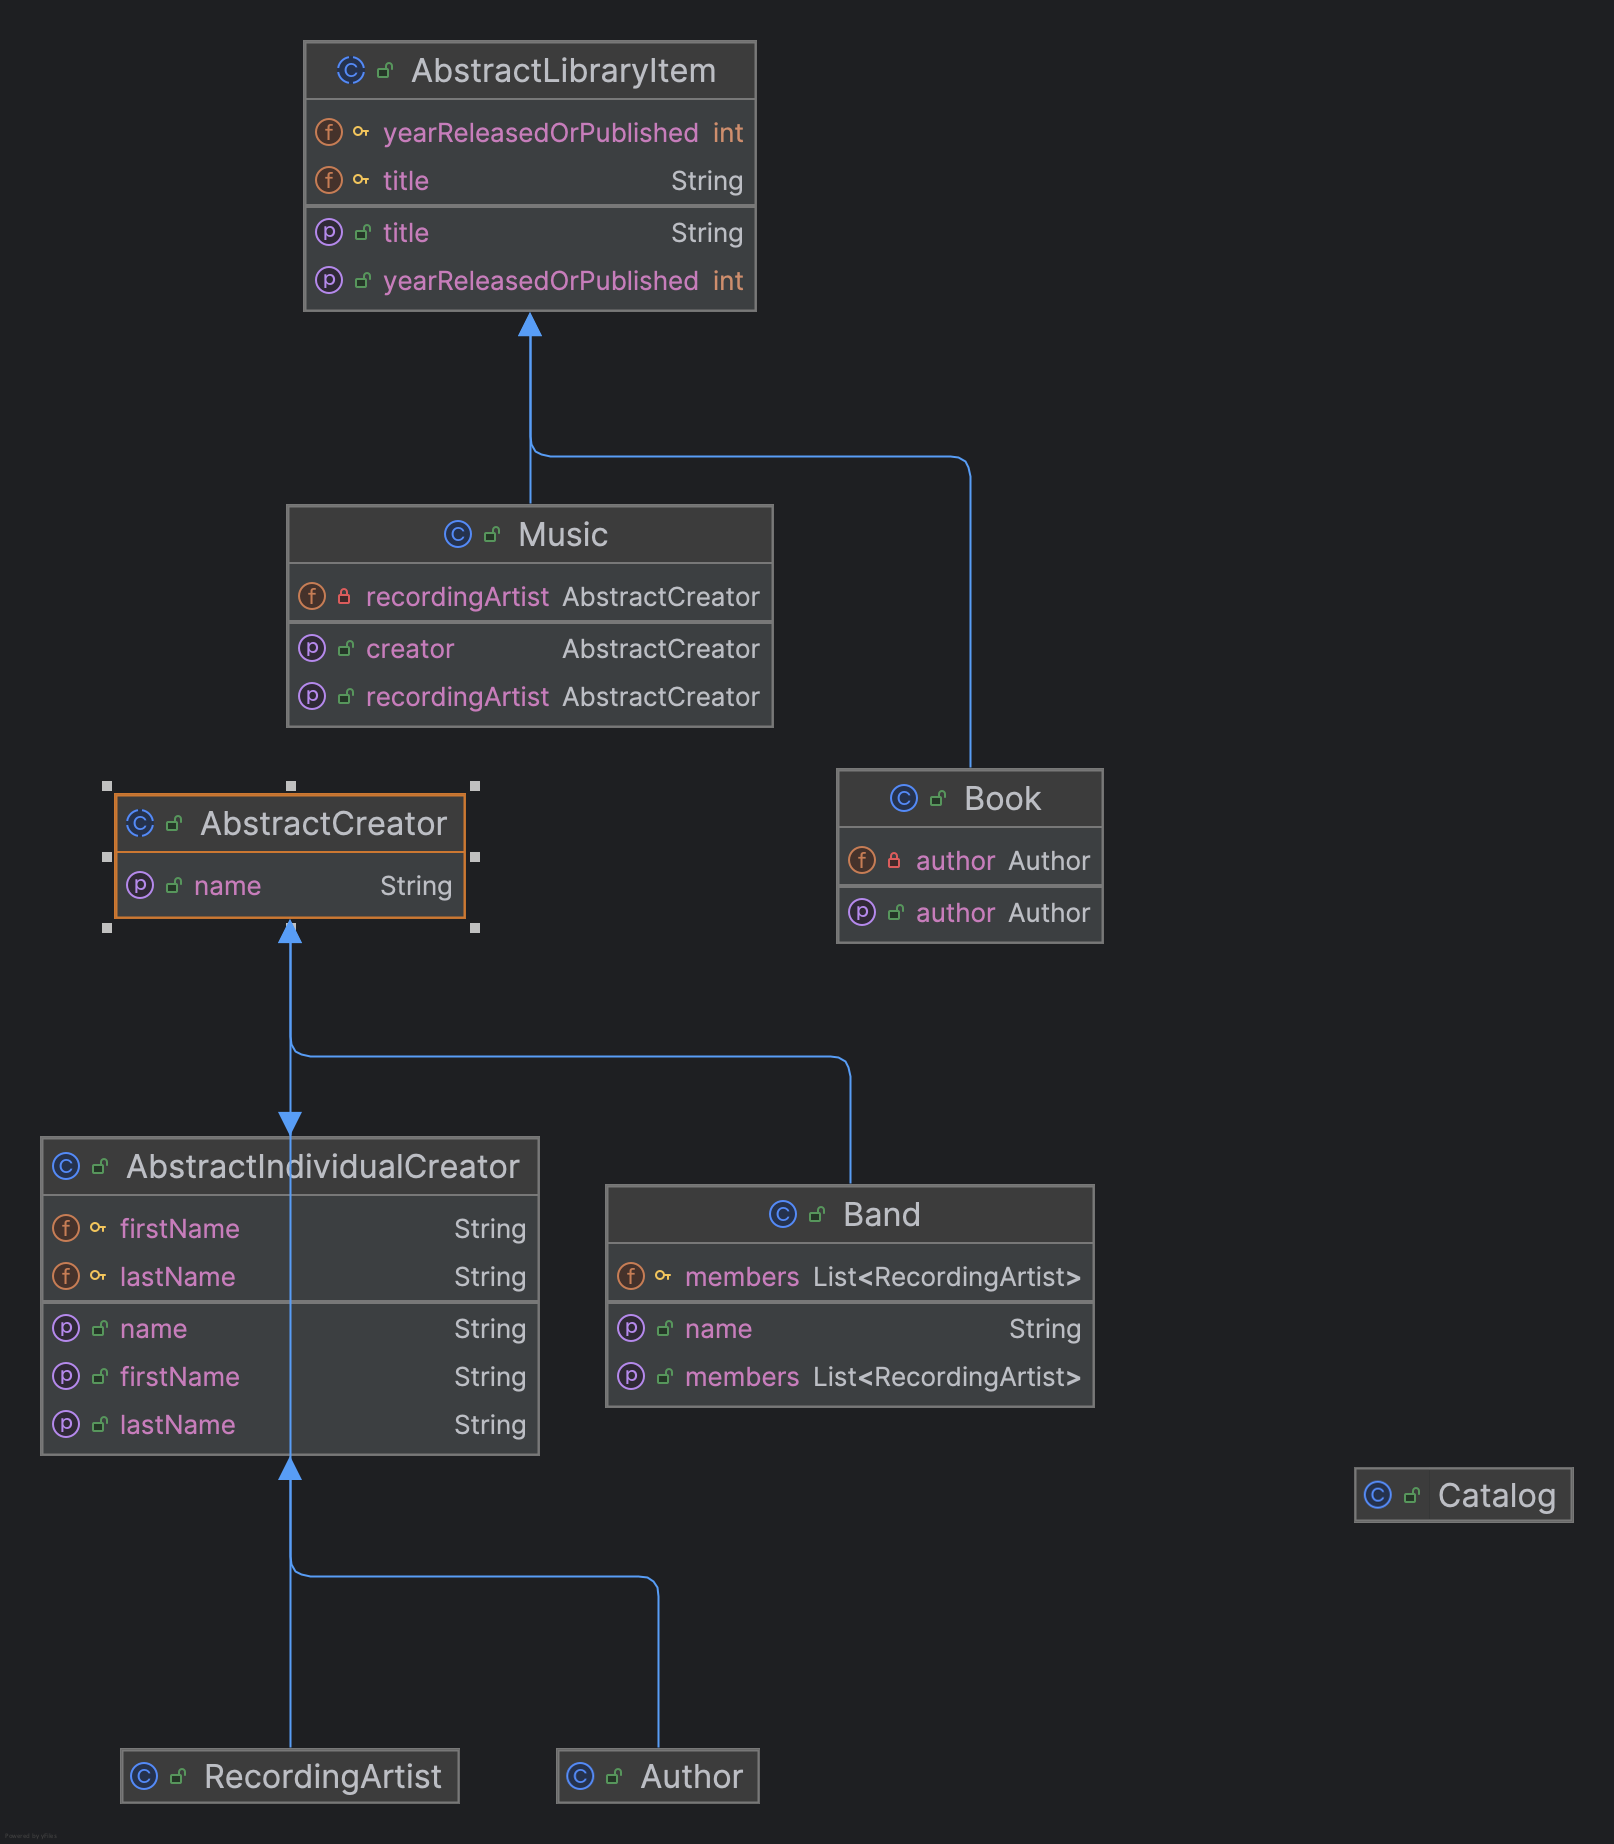 AbstractLibraryItem
yearReleasedOrPublished int
title String
title String
yearReleasedOrPublished int
Music
recordingArtist AbstractCreator
creator AbstractCreator
recordingArtist AbstractCreator
AbstractCreator
name String
Book
author Author
author Author
AbstractIndividualCreator
firstName String
lastName String
name String
firstName String
lastName String
Band
members List<RecordingArtist>
name String
members List<RecordingArtist>
Catalog
RecordingArtist
Author